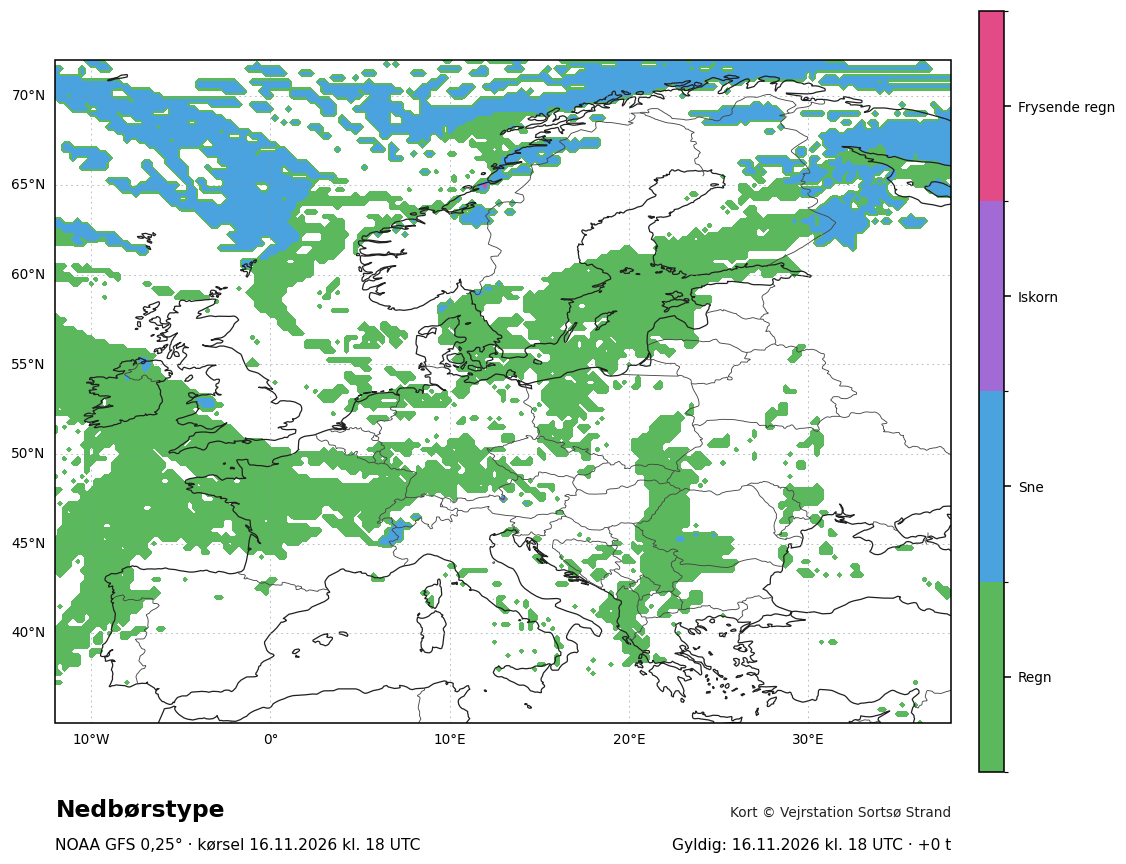 70°N
65°N
60°N
55°N
50°N
45°N
40°N
10°W
0°
10°E
20°E
30°E
Frysende regn
Iskorn
Sne
Regn
Nedbørstype
Kort © Vejrstation Sortsø Strand
NOAA GFS 0,25° · kørsel 16.11.2026 kl. 18 UTC
Gyldig: 16.11.2026 kl. 18 UTC · +0 t